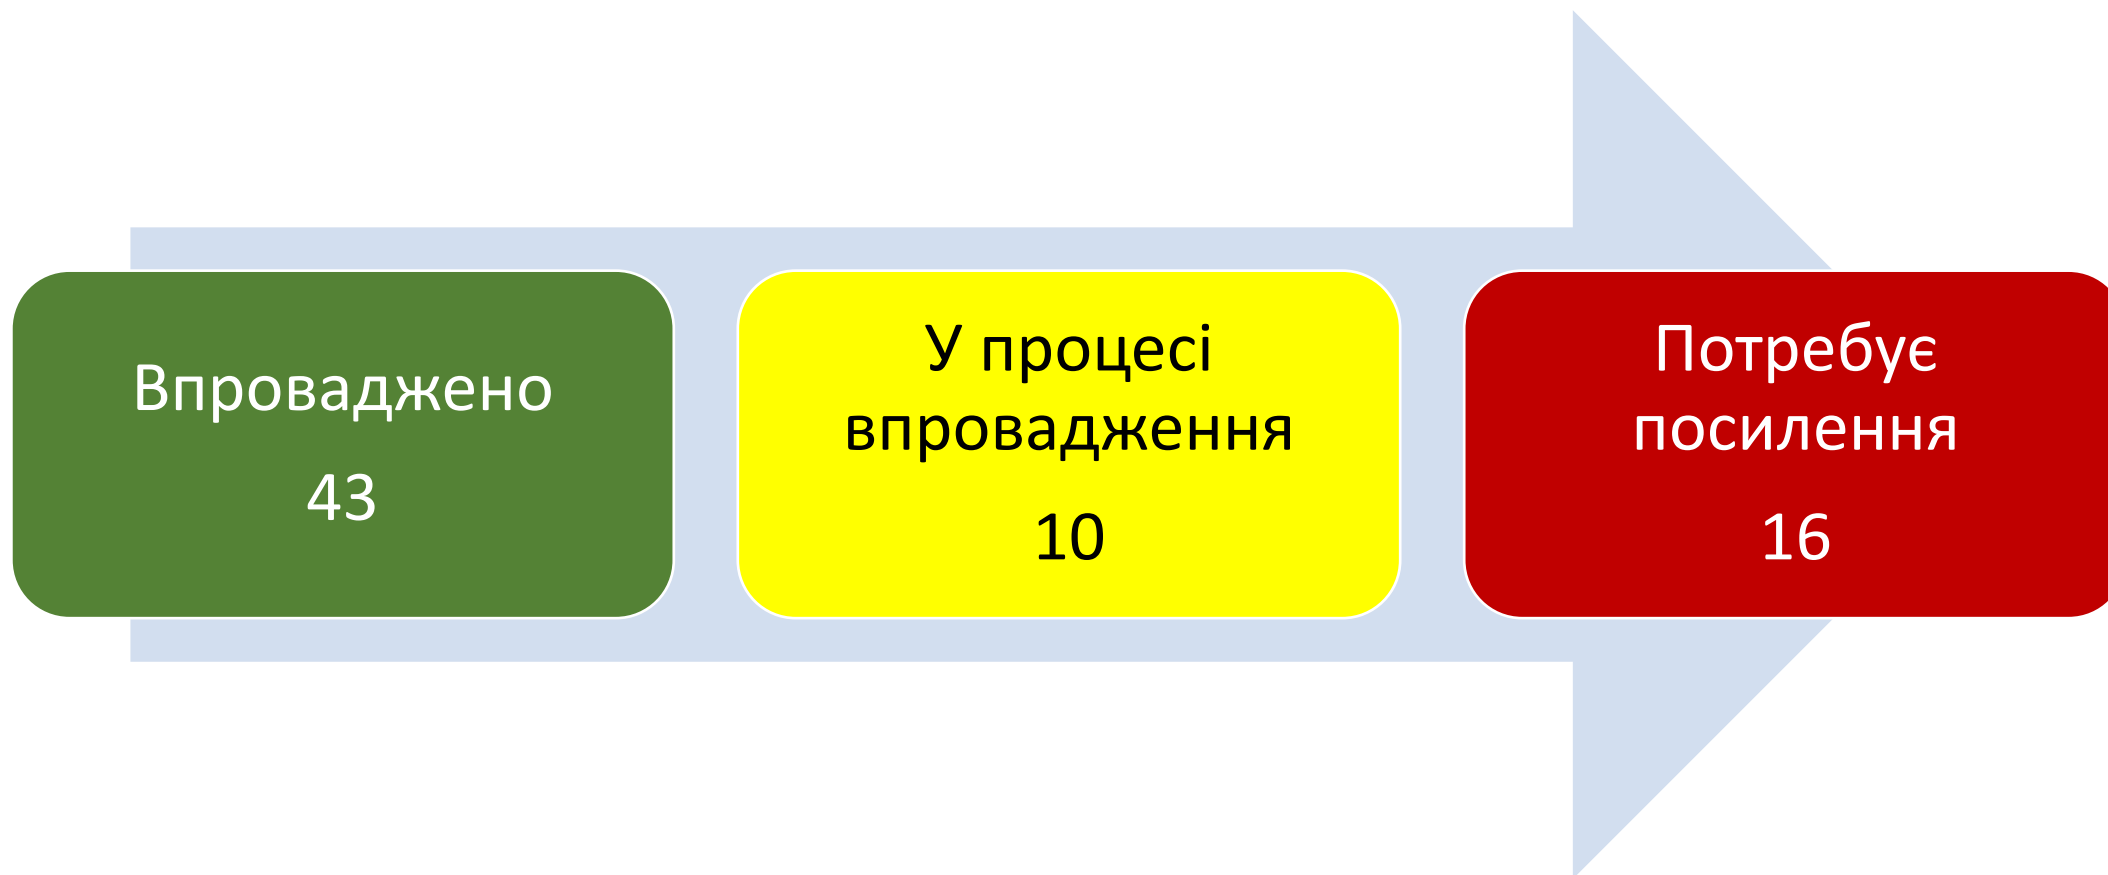 Впроваджено
43
У процесі
впровадження
10
Потребує
посилення
16